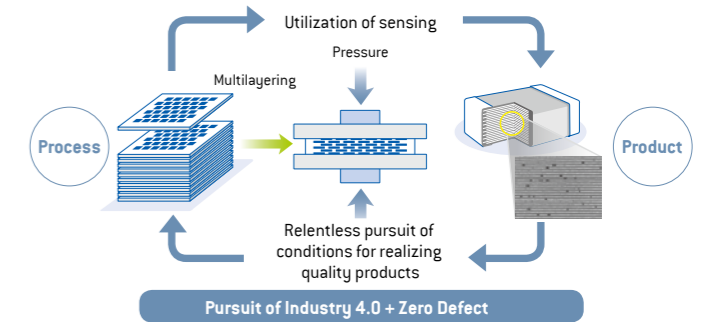 Utilization of sensing
Pressure
Multilayering
Process
Product
Relentless pursuit of
conditions for realizing
quality products
Pursuit of Industry 4.0 + Zero Defect